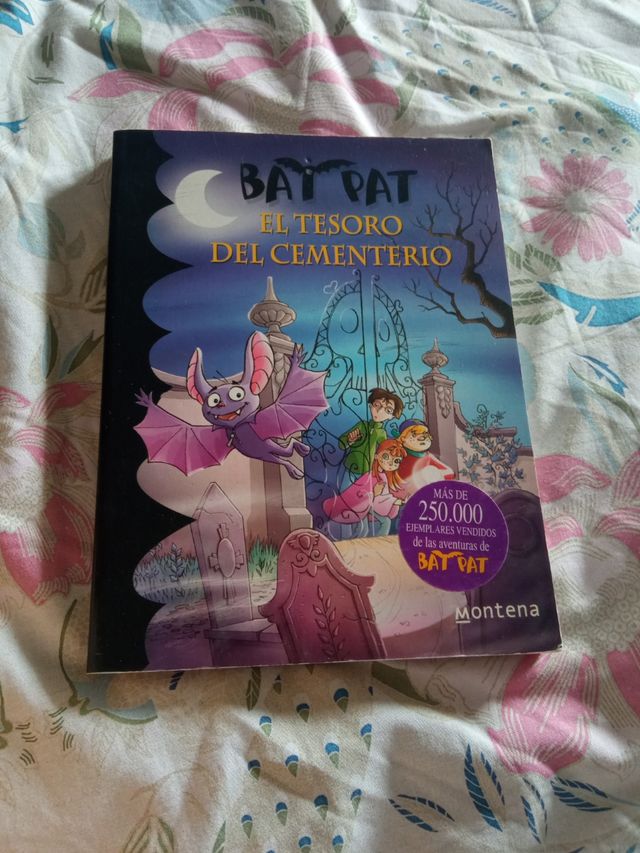 BAT PAT
EL TESORO
DEL CEMENTERIO
MÁS DE
250.000
EJEMPLARES VENDIDOS
de las aventuras de
BAT PAT
Montena